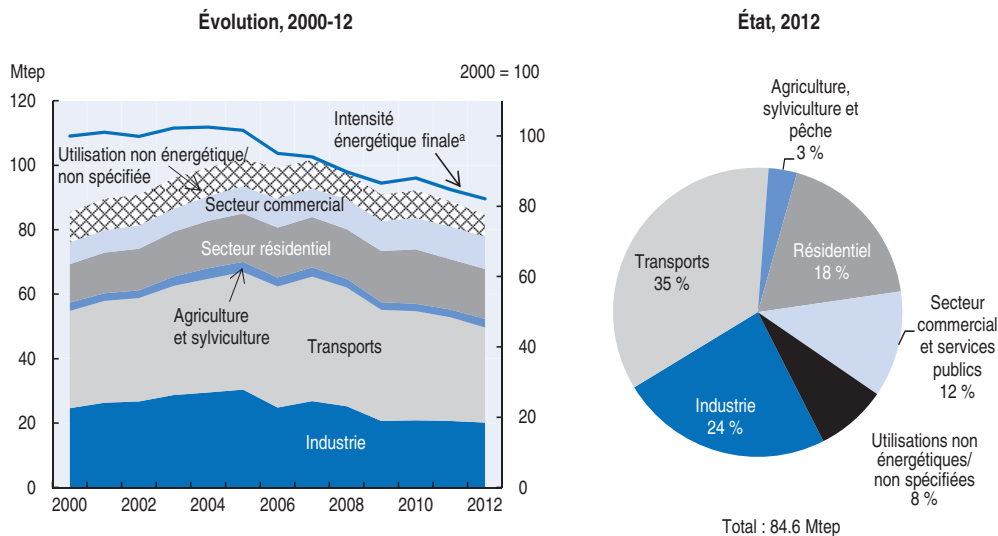 Évolution, 2000-12
Mtep
2000 = 100
120
100
80
60
40
20
0
100
80
60
40
20
0
Intensité
énergétique finaleᵃ
Utilisation non énergétique/
non spécifiée
Secteur commercial
Secteur résidentiel
Agriculture
et sylviculture
Transports
Industrie
2000
2002
2004
2006
2008
2010
2012
État, 2012
Agriculture,
sylviculture et
pêche
3 %
Résidentiel
18 %
Transports
35 %
Secteur
commercial
et services
publics
12 %
Industrie
24 %
Utilisations non
énergétiques/
non spécifiées
8 %
Total : 84.6 Mtep